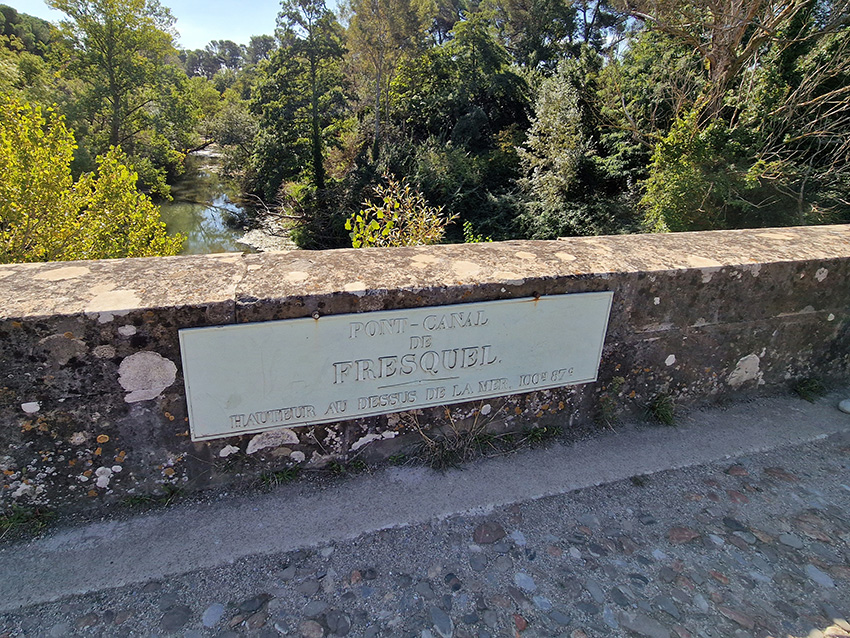 PONT-CANAL
DE
FRESQUEL.
HAUTEUR AU DESSUS DE LA MER. 100ᵐ 87ᶜ